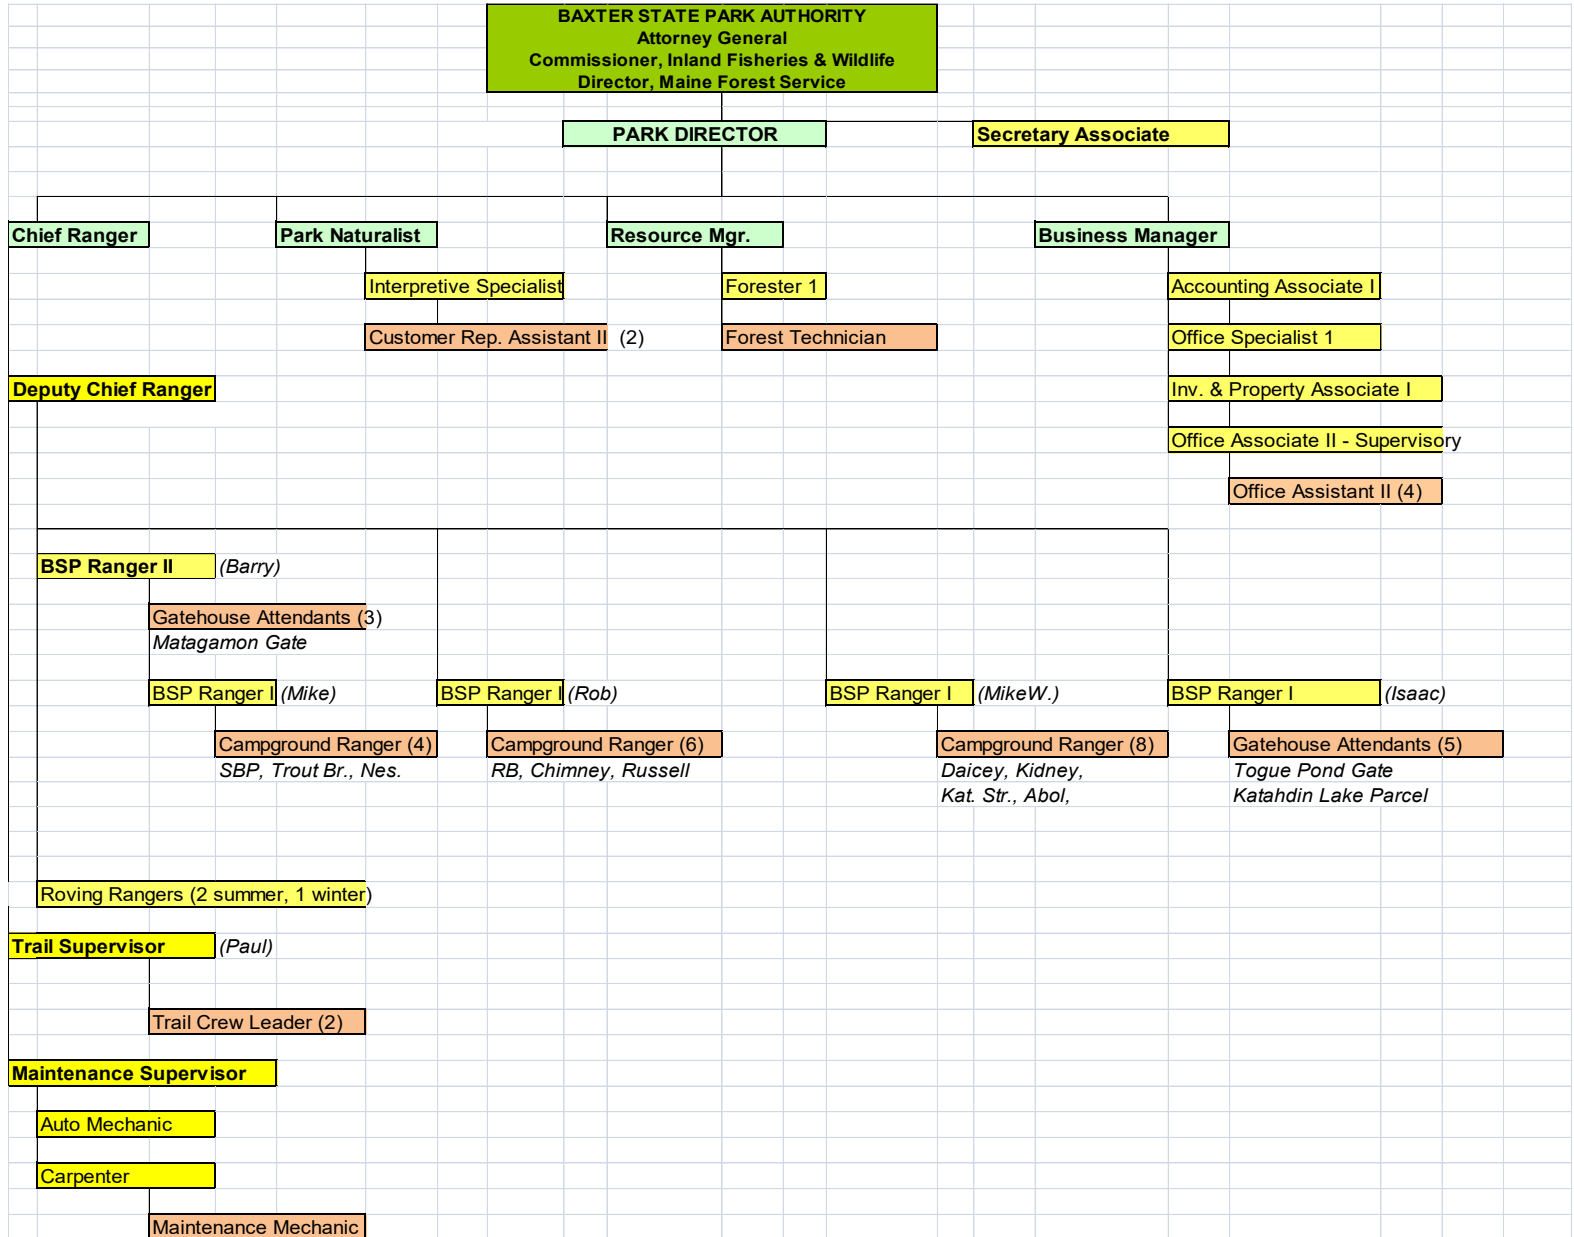 BAXTER STATE PARK AUTHORITY
Attorney General
Commissioner, Inland Fisheries & Wildlife
Director, Maine Forest Service
PARK DIRECTOR
Secretary Associate
Chief Ranger
Park Naturalist
Resource Mgr.
Business Manager
Interpretive Specialist
Forester 1
Accounting Associate I
Customer Rep. Assistant II (2)
Forest Technician
Office Specialist 1
Deputy Chief Ranger
Inv. & Property Associate I
Office Associate II - Supervisory
Office Assistant II (4)
BSP Ranger II (Barry)
Gatehouse Attendants (3)
Matagamon Gate
BSP Ranger I (Mike)
BSP Ranger I (Rob)
BSP Ranger I (MikeW.)
BSP Ranger I (Isaac)
Campground Ranger (4)
Campground Ranger (6)
Campground Ranger (8)
Gatehouse Attendants (5)
SBP, Trout Br., Nes.
RB, Chimney, Russell
Daicey, Kidney,
Togue Pond Gate
Kat. Str., Abol,
Katahdin Lake Parcel
Roving Rangers (2 summer, 1 winter)
Trail Supervisor (Paul)
Trail Crew Leader (2)
Maintenance Supervisor
Auto Mechanic
Carpenter
Maintenance Mechanic